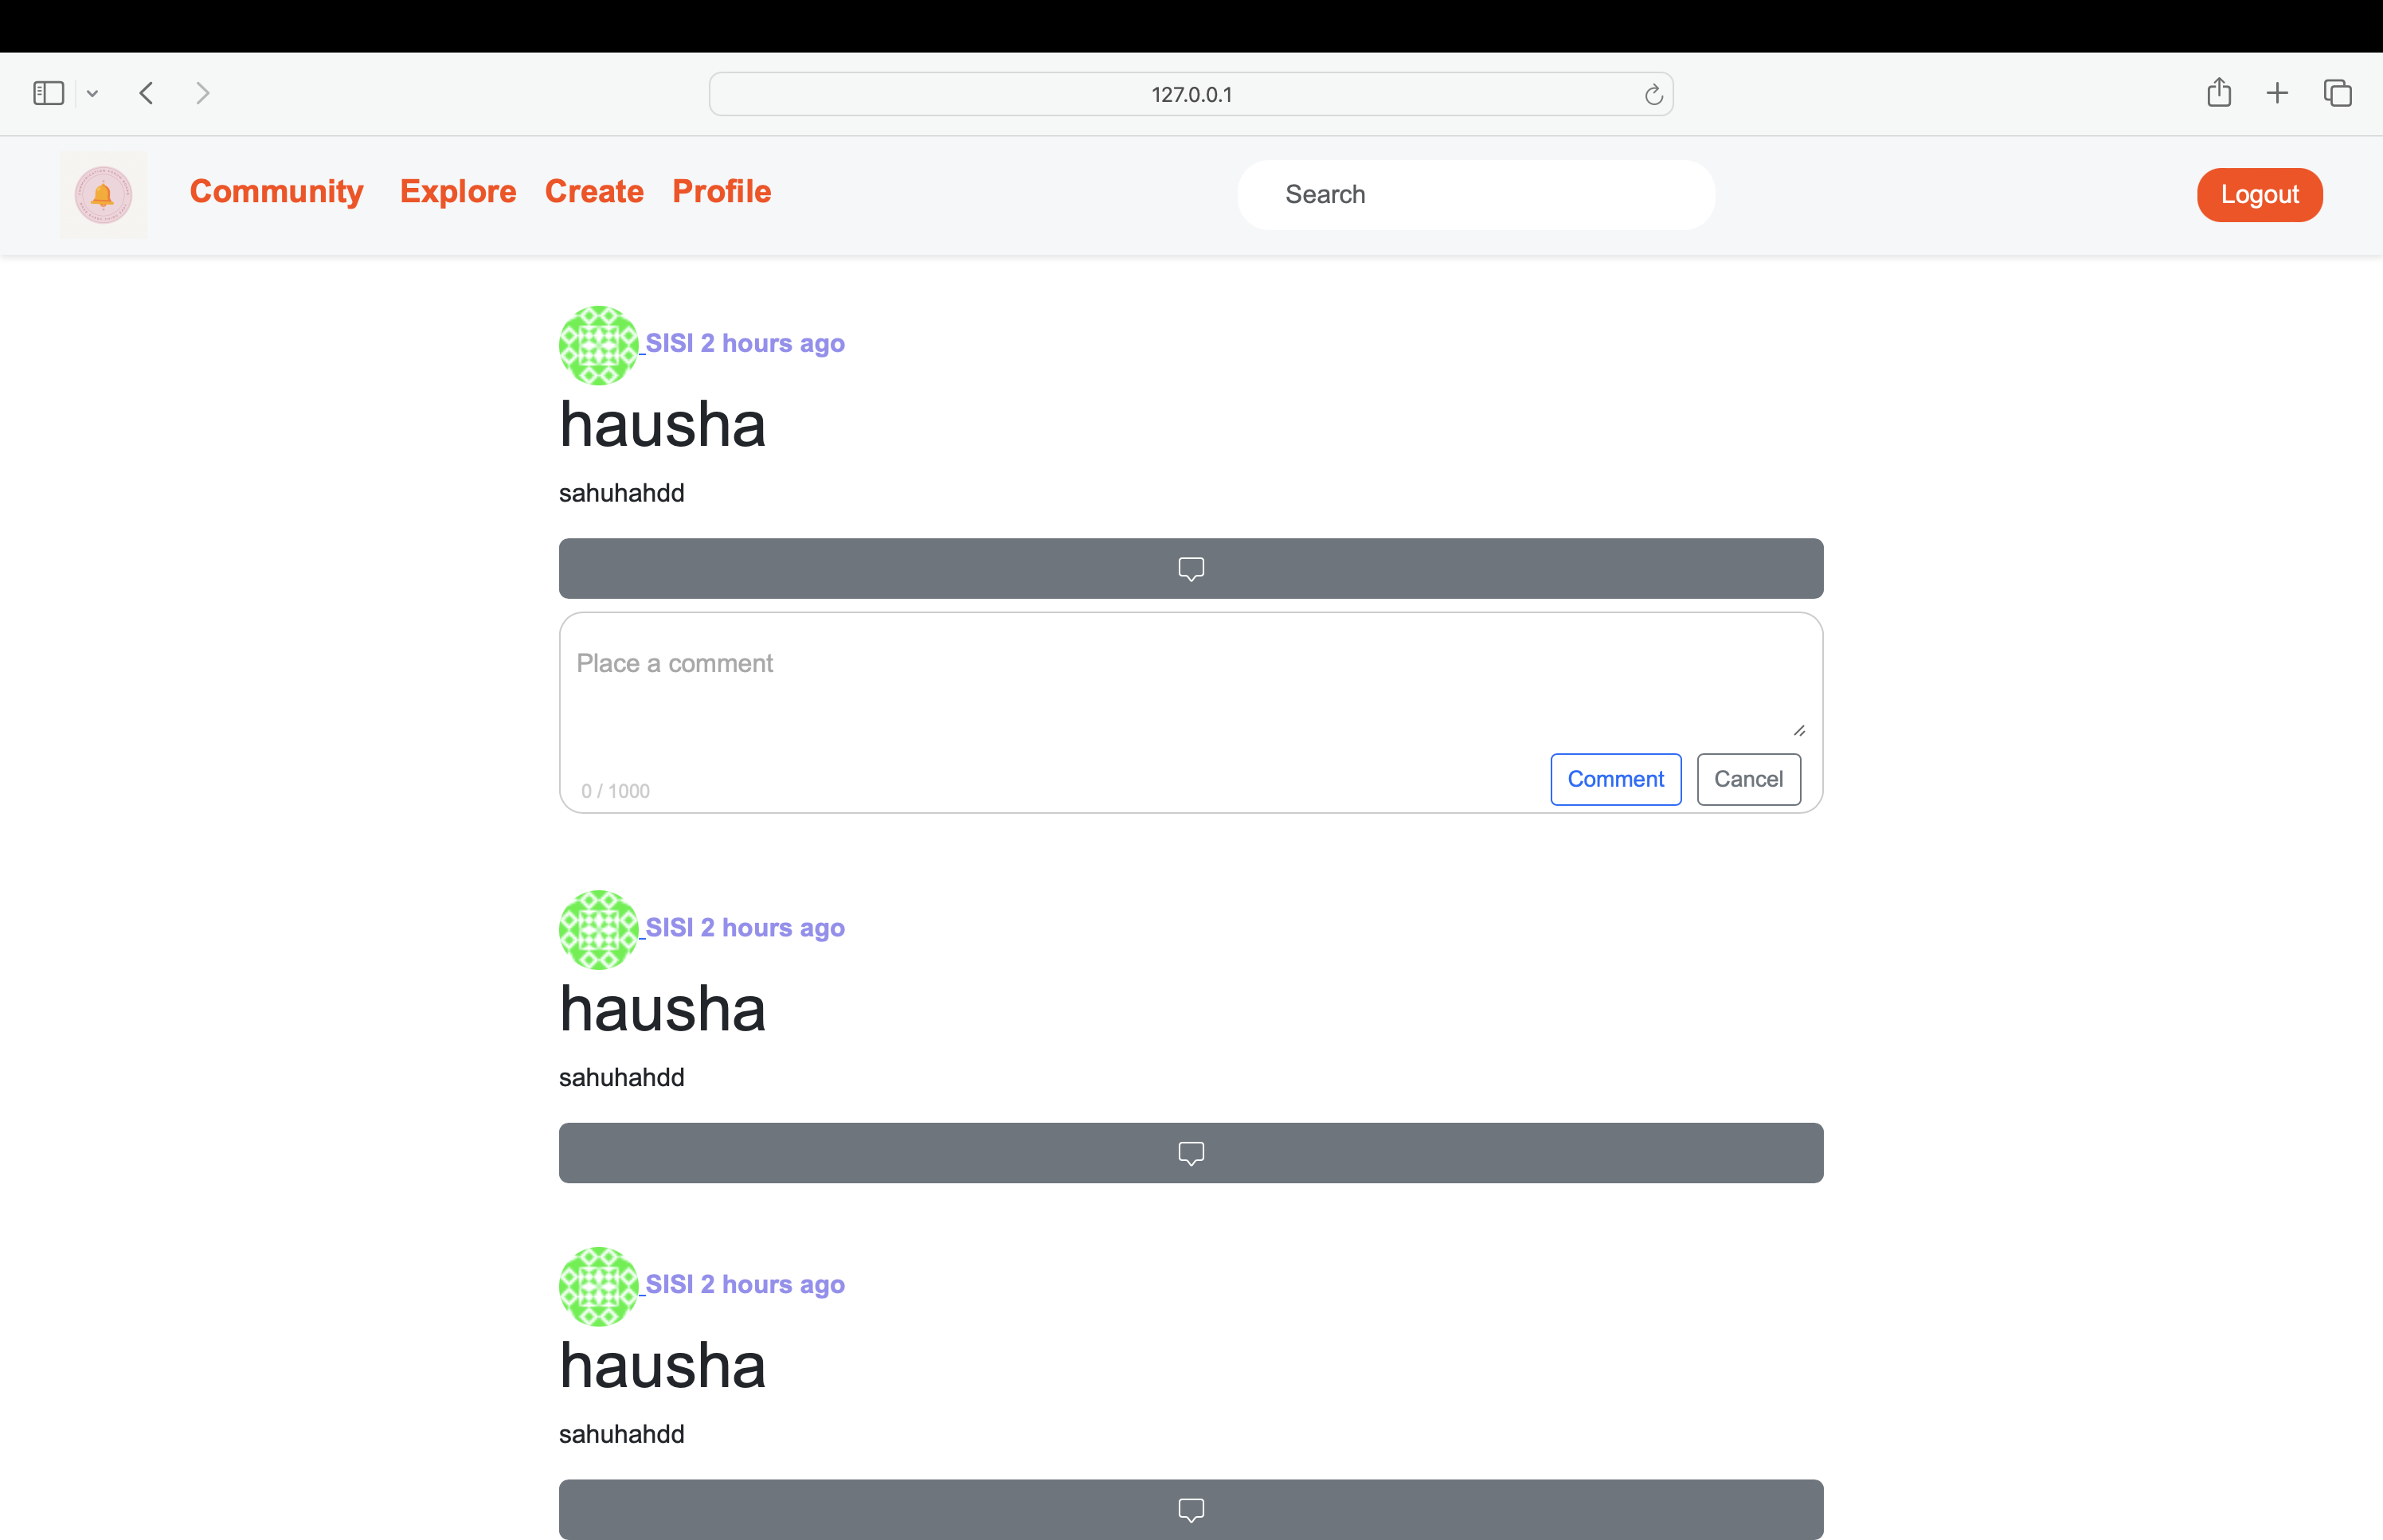 127.0.0.1
Community Explore Create Profile Search Logout
SISI 2 hours ago
hausha
sahuhahdd
Place a comment
0 / 1000 Comment Cancel
SISI 2 hours ago
hausha
sahuhahdd
SISI 2 hours ago
hausha
sahuhahdd